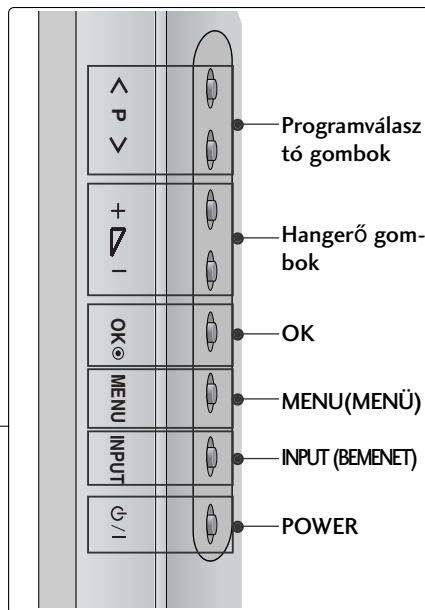 < P >
Programválasz
tó gombok
+ -
Hangerő gom-
bok
OK
OK
MENU
MENU(MENÜ)
INPUT
INPUT (BEMENET)
⏻/I
POWER